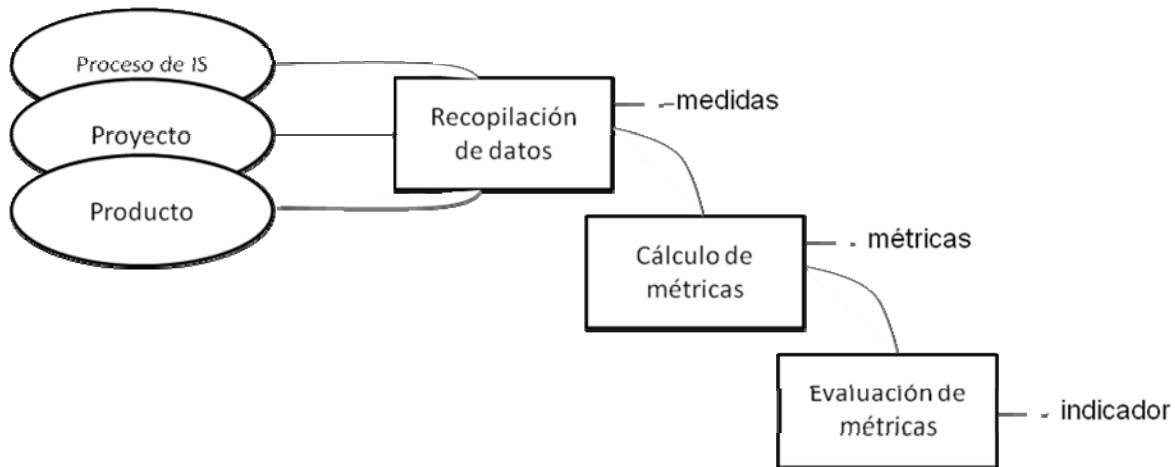 Proceso de IS
Proyecto
Producto
Recopilación
de datos
medidas
Cálculo de
métricas
métricas
Evaluación de
métricas
indicador